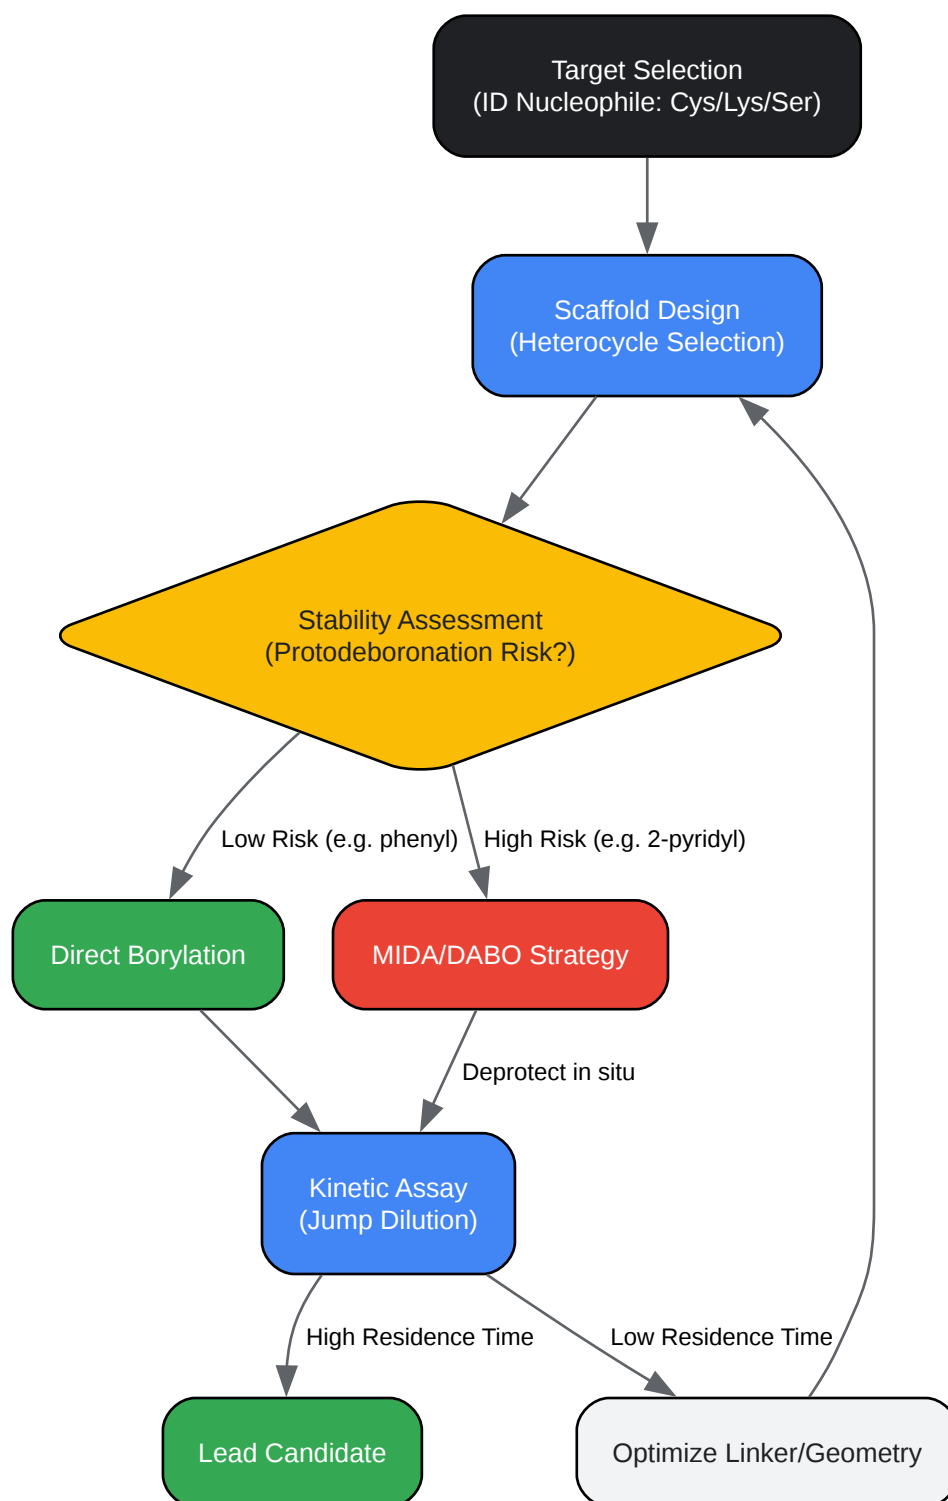 Target Selection
(ID Nucleophile: Cys/Lys/Ser)
Scaffold Design
(Heterocycle Selection)
Stability Assessment
(Protodeboronation Risk?)
Low Risk (e.g. phenyl)
High Risk (e.g. 2-pyridyl)
Direct Borylation
MIDA/DABO Strategy
Deprotect in situ
Kinetic Assay
(Jump Dilution)
High Residence Time
Low Residence Time
Lead Candidate
Optimize Linker/Geometry